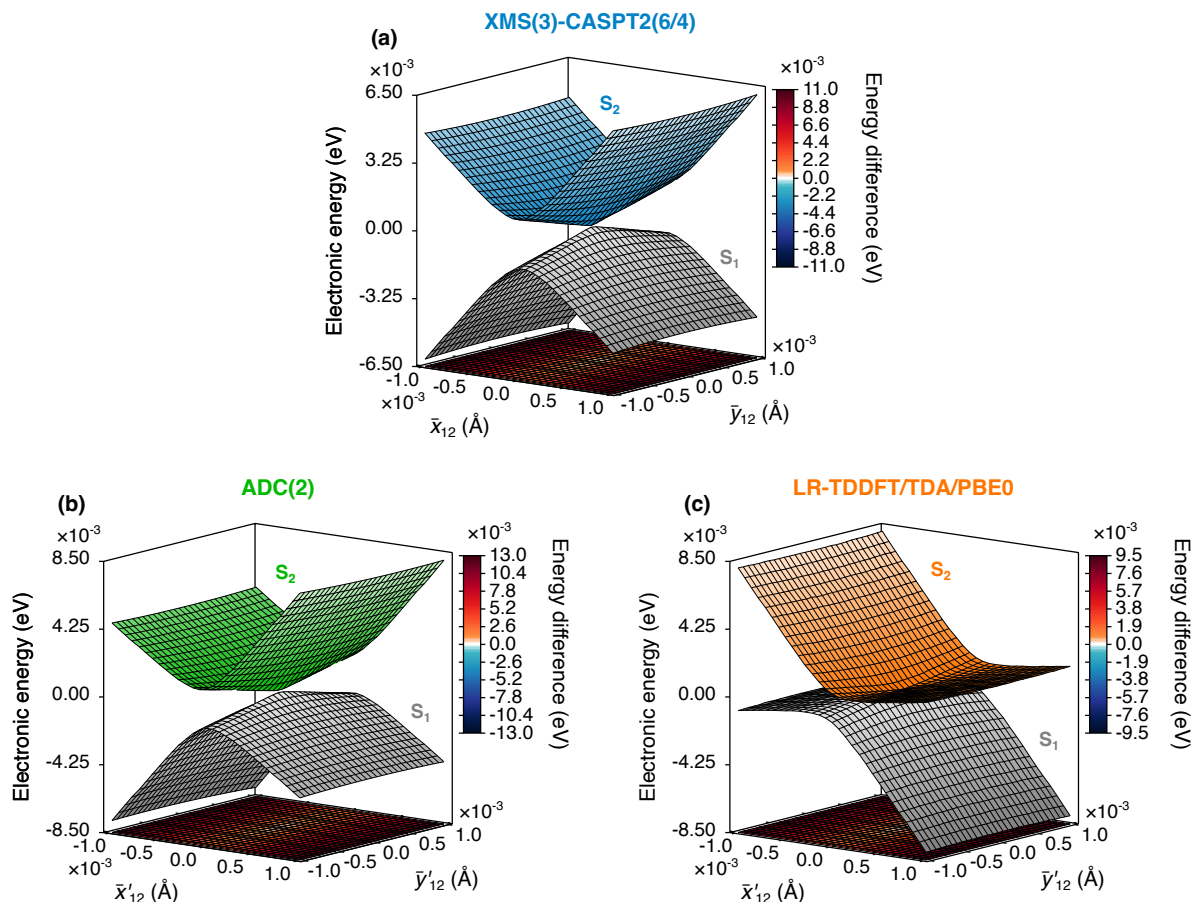 XMS(3)-CASPT2(6/4)
(a)
×10⁻³
6.50
3.25
0.00
-3.25
-6.50
Electronic energy (eV)
S₂
S₁
-1.0 -0.5 0.0 0.5 1.0
×10⁻³
x̄₁₂ (Å)
-1.0 -0.5 0.0 0.5 1.0
×10⁻³
ȳ₁₂ (Å)
×10⁻³
11.0
8.8
6.6
4.4
2.2
0.0
-2.2
-4.4
-6.6
-8.8
-11.0
Energy difference (eV)
ADC(2)
(b)
×10⁻³
8.50
4.25
0.00
-4.25
-8.50
Electronic energy (eV)
S₂
S₁
-1.0 -0.5 0.0 0.5 1.0
×10⁻³
x̄'₁₂ (Å)
-1.0 -0.5 0.0 0.5 1.0
×10⁻³
ȳ'₁₂ (Å)
×10⁻³
13.0
10.4
7.8
5.2
2.6
0.0
-2.6
-5.2
-7.8
-10.4
-13.0
Energy difference (eV)
LR-TDDFT/TDA/PBE0
(c)
×10⁻³
8.50
4.25
0.00
-4.25
-8.50
Electronic energy (eV)
S₂
S₁
-1.0 -0.5 0.0 0.5 1.0
×10⁻³
x̄'₁₂ (Å)
-1.0 -0.5 0.0 0.5 1.0
×10⁻³
ȳ'₁₂ (Å)
×10⁻³
9.5
7.6
5.7
3.8
1.9
0.0
-1.9
-3.8
-5.7
-7.6
-9.5
Energy difference (eV)